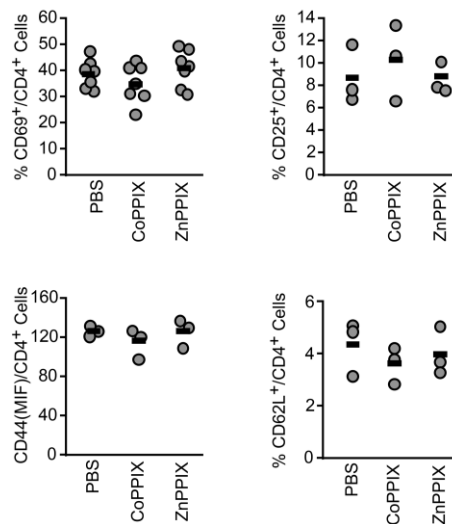 % CD69⁺/CD4⁺ Cells
60
50
40
30
20
10
0
PBS
CoPPIX
ZnPPIX
% CD25⁺/CD4⁺ Cells
14
12
10
8
6
4
2
0
PBS
CoPPIX
ZnPPIX
CD44(MIF)/CD4⁺ Cells
160
120
80
40
0
PBS
CoPPIX
ZnPPIX
% CD62L⁺/CD4⁺ Cells
6
4
2
0
PBS
CoPPIX
ZnPPIX